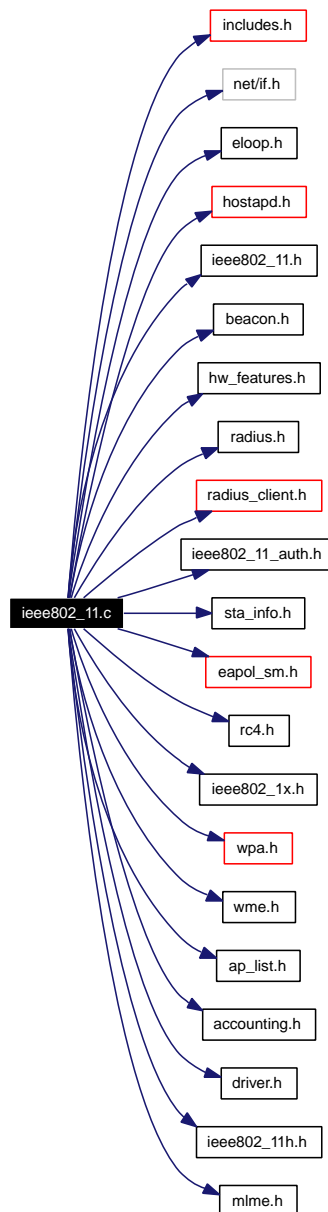 includes.h
net/if.h
eloop.h
hostapd.h
ieee802_11.h
beacon.h
hw_features.h
radius.h
radius_client.h
ieee802_11_auth.h
ieee802_11.c
sta_info.h
eapol_sm.h
rc4.h
ieee802_1x.h
wpa.h
wme.h
ap_list.h
accounting.h
driver.h
ieee802_11h.h
mlme.h